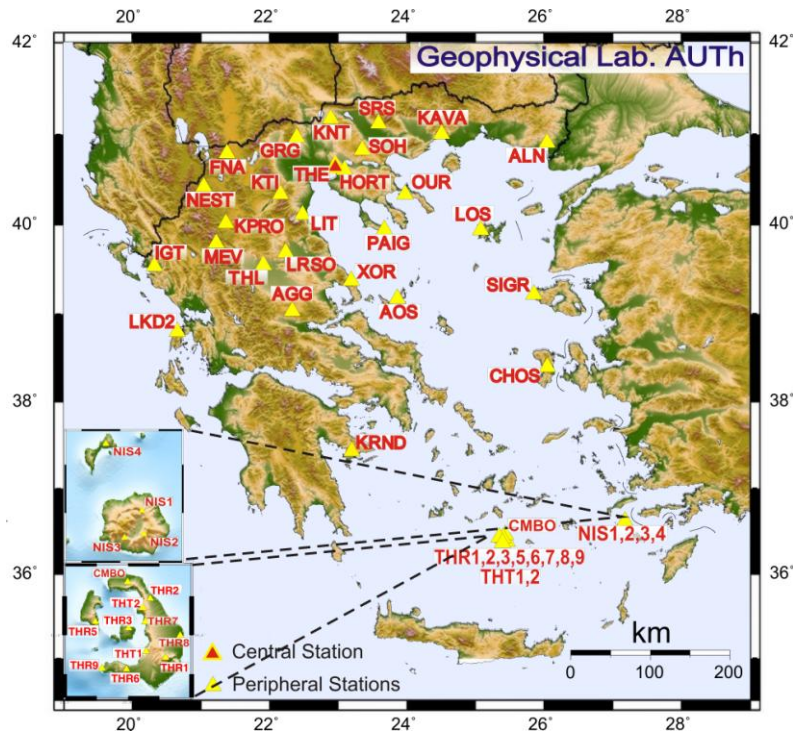 20 22 24 26 28
42° 42°
Geophysical Lab. AUTh
SRS
KAVA
KNT
GRG SOH
ALN
FNA THE
HORT
KTI OUR
NEST
LIT LOS
40° 40°
KPRO
PAIG
IGT
MEV
LRSO XOR
THL
SIGR
AGG
AOS
LKD2
CHOS
38° 38°
KRND
NIS4
NIS1
NIS3 NIS2
CMBO
NIS1,2,3,4
THR1,2,3,5,6,7,8,9
THT1,2
36° 36°
CMBO
THR2
THT2
THR3 THR7
THR5
THR8
THT1
THR9 THR1
THR6
Central Station
Peripheral Stations
km
0 100 200
20 22 24 26 28